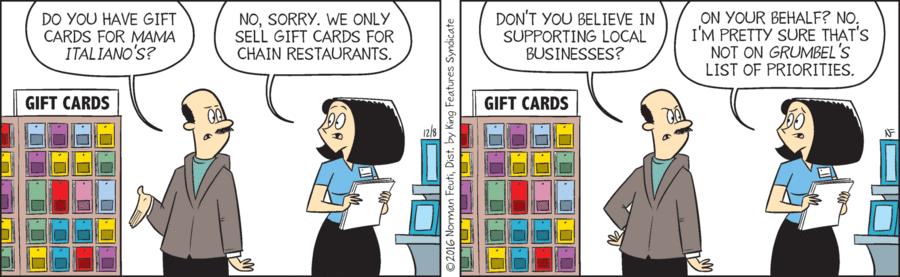 DO YOU HAVE GIFT
CARDS FOR MAMA
ITALIANO'S?
NO, SORRY. WE ONLY
SELL GIFT CARDS FOR
CHAIN RESTAURANTS.
GIFT CARDS
12/8
©2016 Norman Feuti, Dist. by King Features Syndicate
DON'T YOU BELIEVE IN
SUPPORTING LOCAL
BUSINESSES?
ON YOUR BEHALF? NO.
I'M PRETTY SURE THAT'S
NOT ON GRUMBEL'S
LIST OF PRIORITIES.
GIFT CARDS
NF